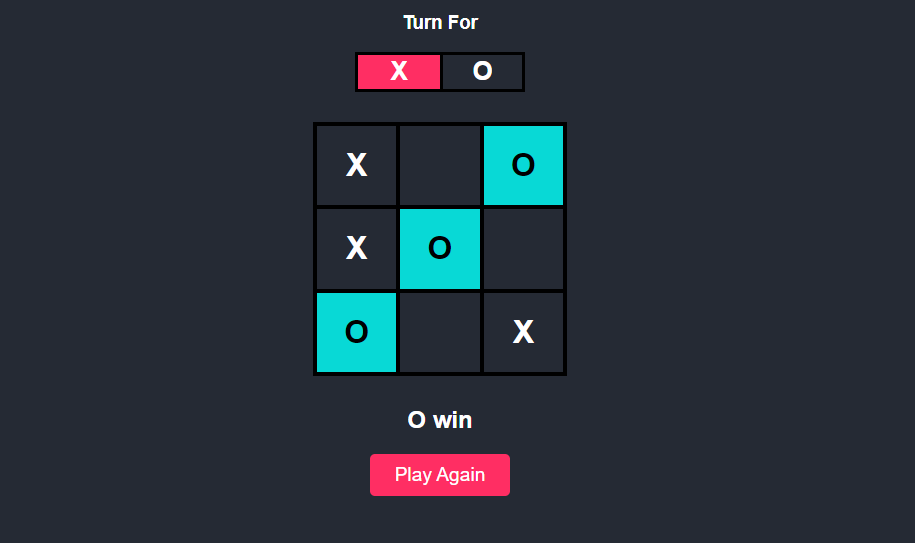 Turn For
X O
X O
X O
O X
O win
Play Again